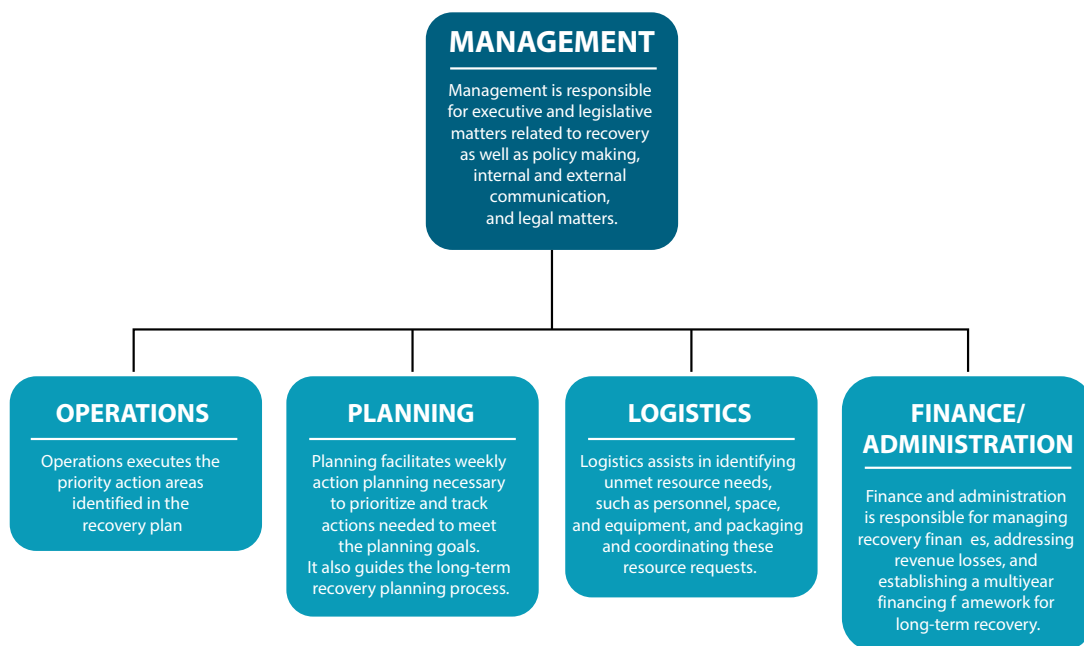 MANAGEMENT
Management is responsible
for executive and legislative
matters related to recovery
as well as policy making,
internal and external
communication,
and legal matters.
OPERATIONS
Operations executes the
priority action areas
identified in the
recovery plan
PLANNING
Planning facilitates weekly
action planning necessary
to prioritize and track
actions needed to meet
the planning goals.
It also guides the long-term
recovery planning process.
LOGISTICS
Logistics assists in identifying
unmet resource needs,
such as personnel, space,
and equipment, and packaging
and coordinating these
resource requests.
FINANCE/
ADMINISTRATION
Finance and administration
is responsible for managing
recovery finan es, addressing
revenue losses, and
establishing a multiyear
financing f amework for
long-term recovery.